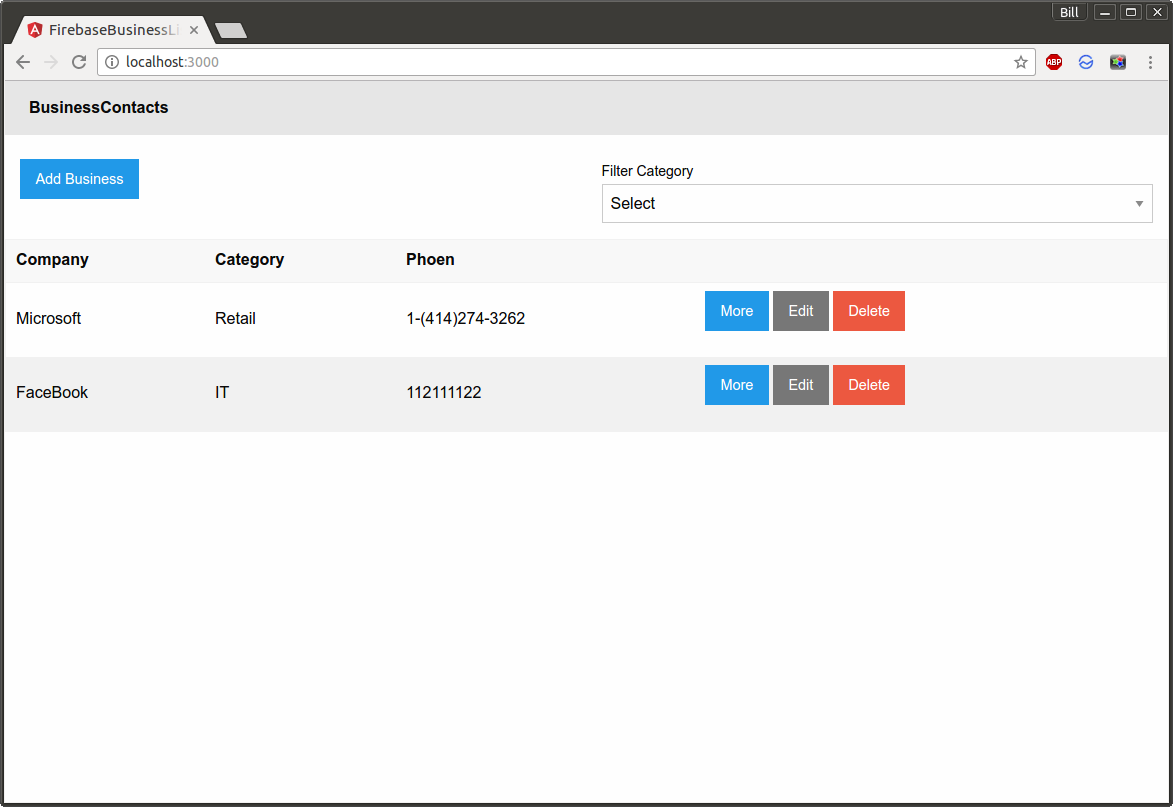 Bill
FirebaseBusinessLi
localhost:3000
ABP
BusinessContacts
Add Business
Filter Category
Select
Company Category Phoen
Microsoft Retail 1-(414)274-3262 More Edit Delete
FaceBook IT 112111122 More Edit Delete